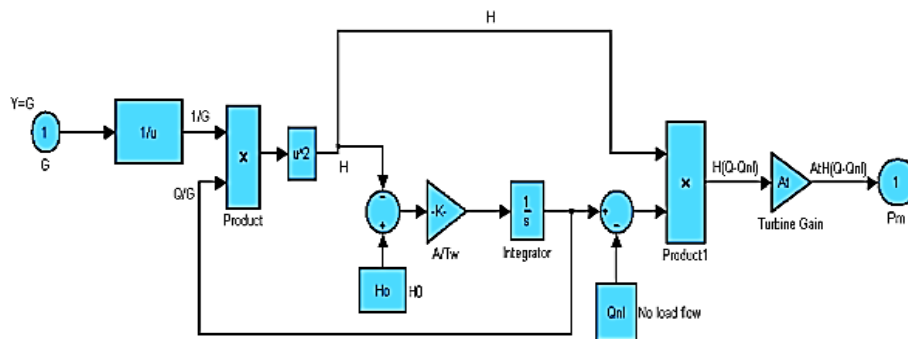 H
Y=G
1
G
1/u
1/G
Q/G
x
Product
u^2
H
-
+
-K-
A/Tw
Ho
H0
1
s
Integrator
+
-
Qnl
No load flow
x
Product1
H(Q-Qnl)
At
Turbine Gain
AtH(Q-Qnl)
1
Pm